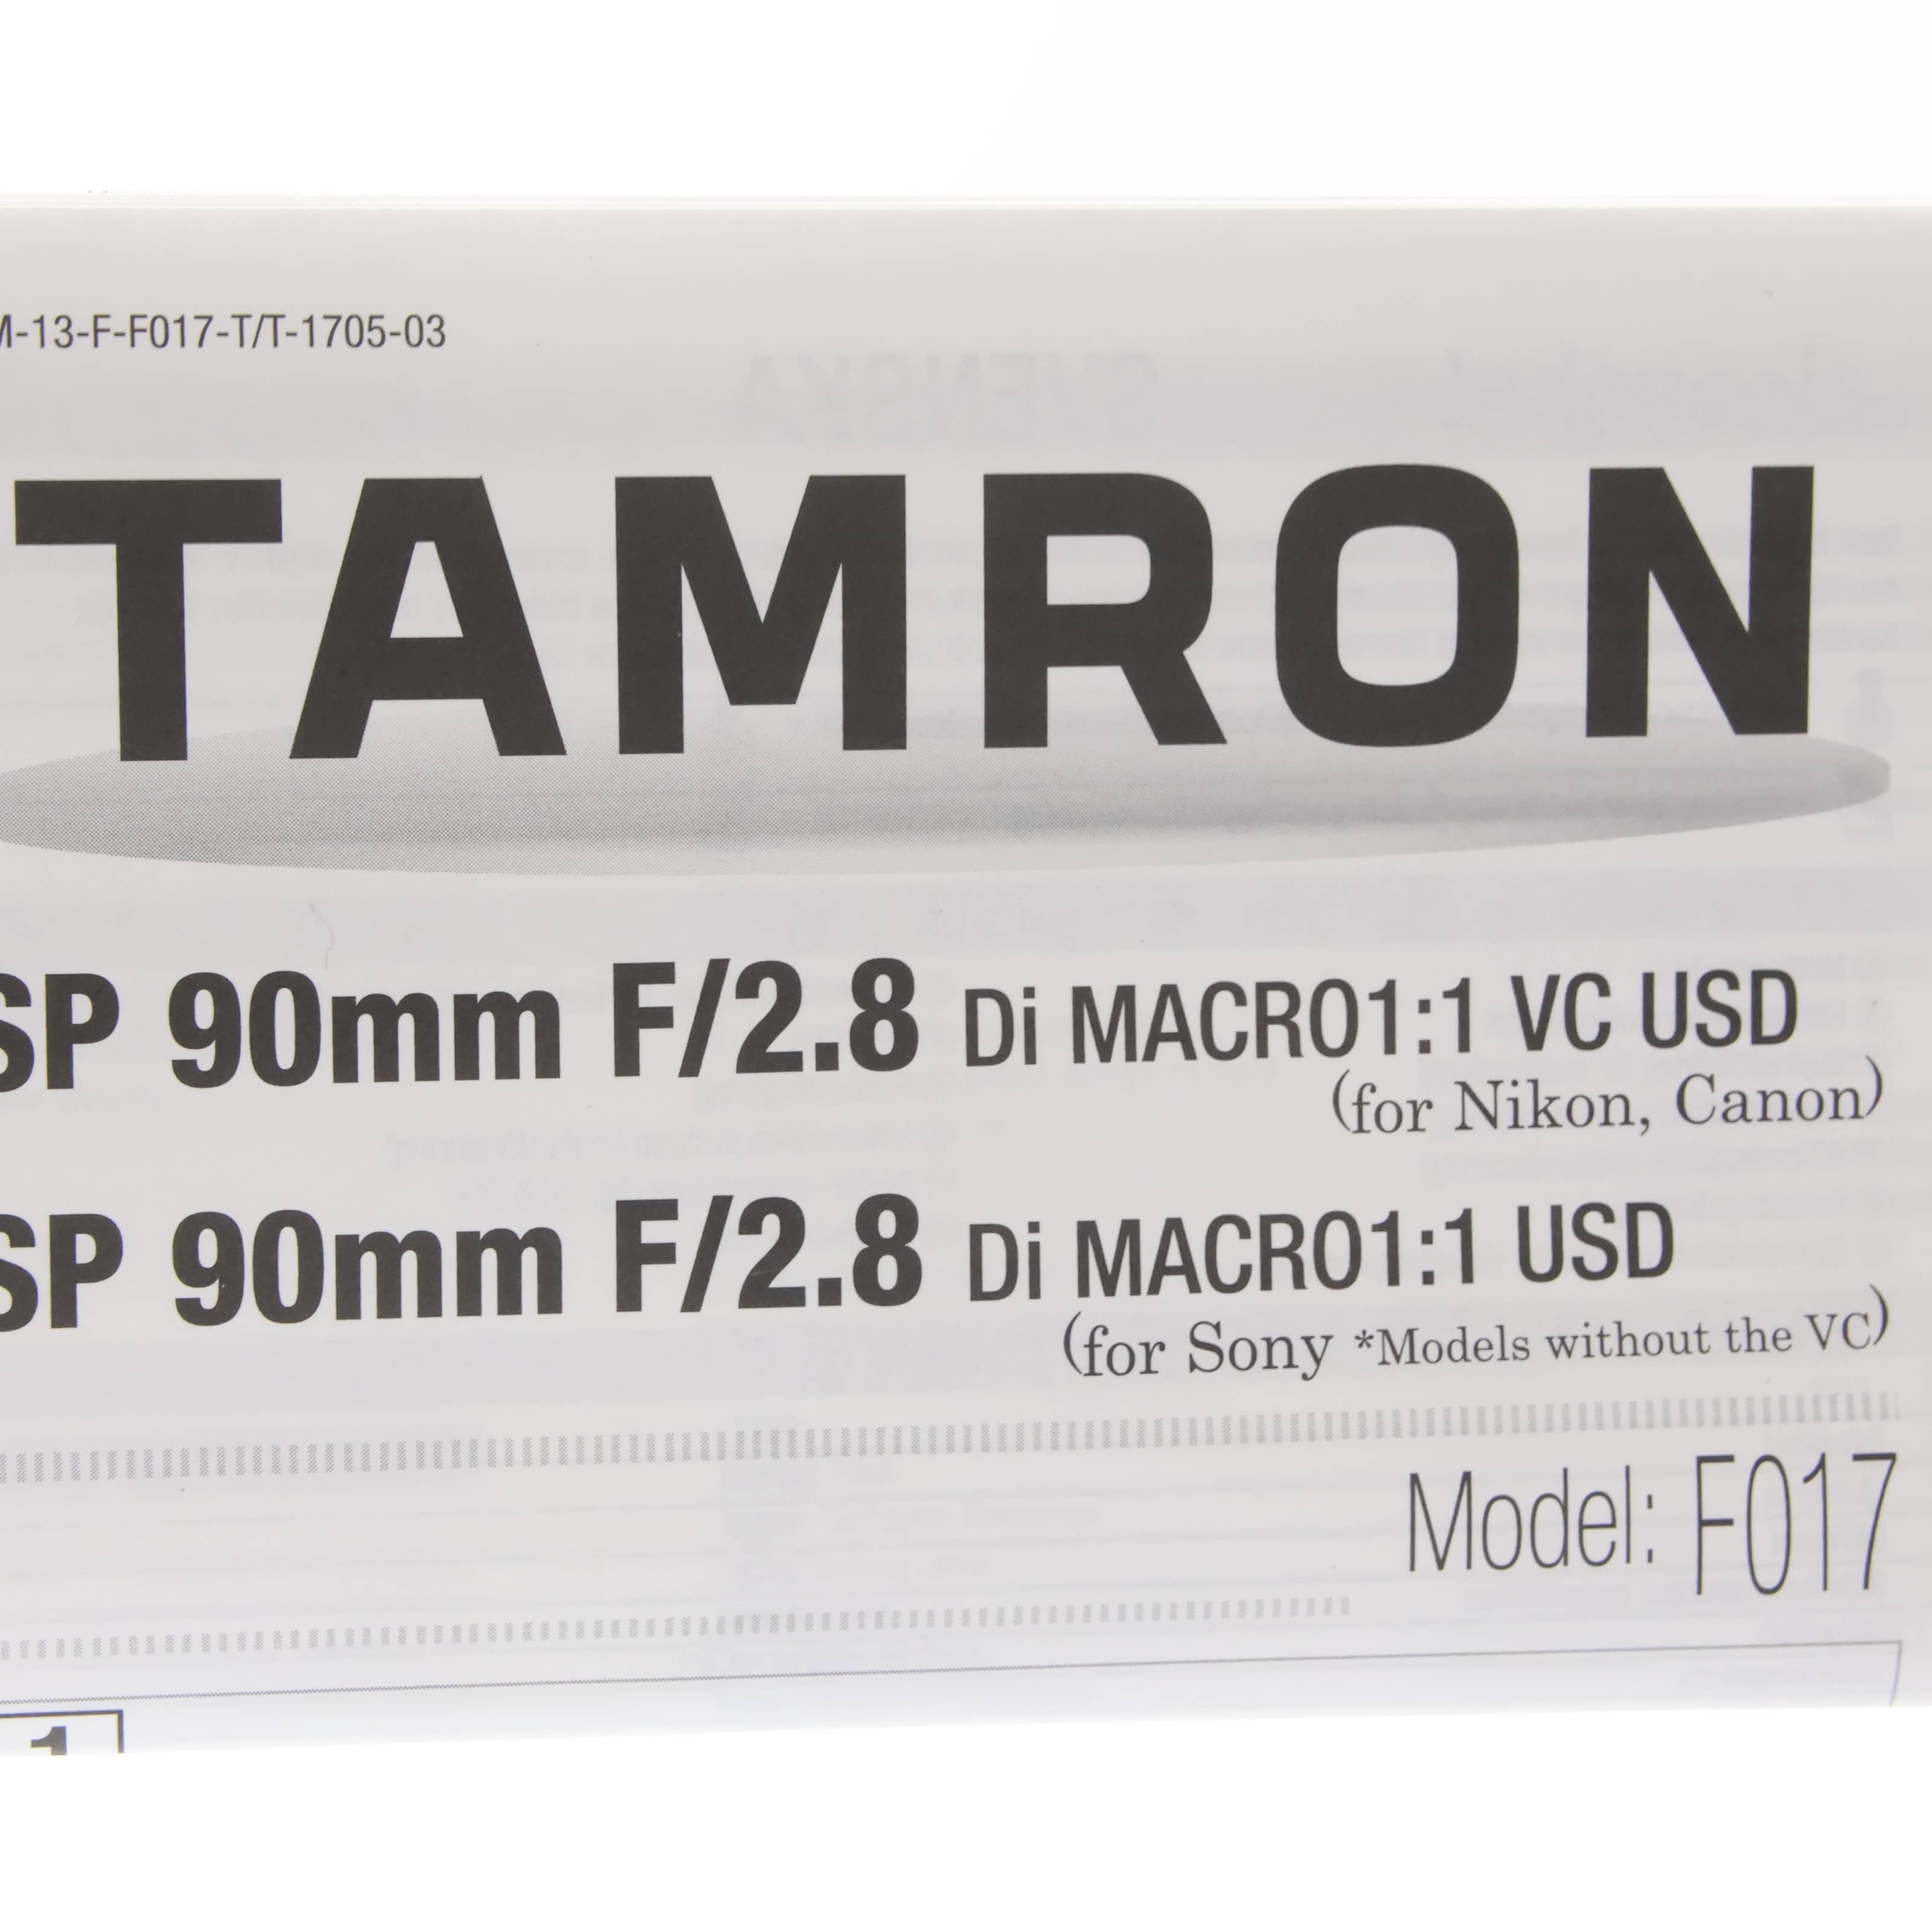 M-13-F-F017-T/T-1705-03
TAMRON
SP 90mm F/2.8 Di MACRO1:1 VC USD
(for Nikon, Canon)
SP 90mm F/2.8 Di MACRO1:1 USD
(for Sony *Models without the VC)
Model: F017
1